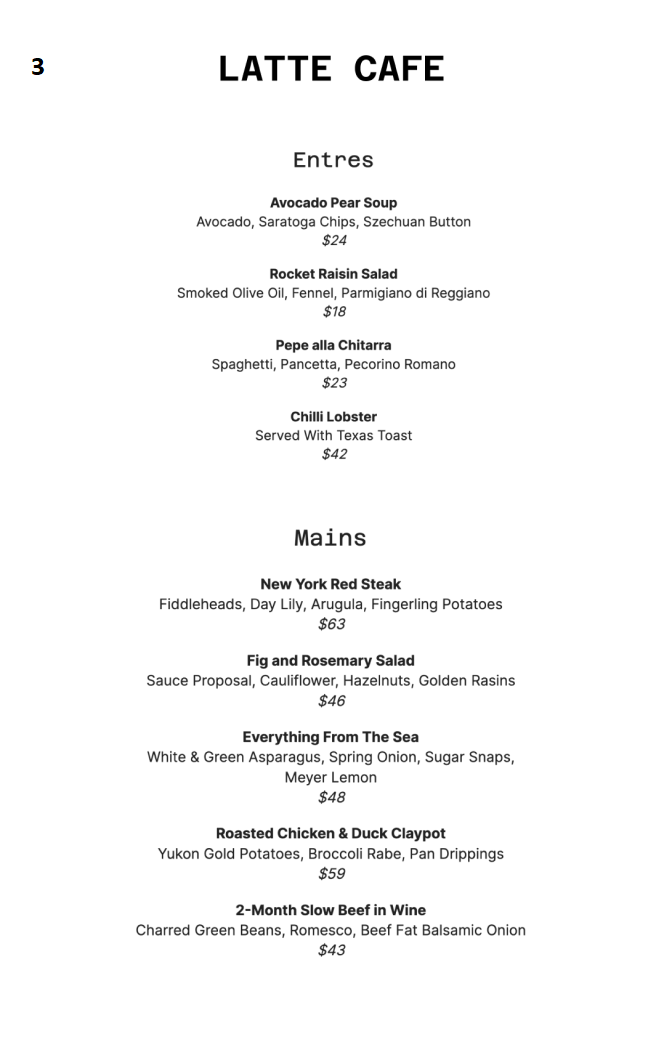 3
LATTE CAFE
Entres
Avocado Pear Soup
Avocado, Saratoga Chips, Szechuan Button
$24
Rocket Raisin Salad
Smoked Olive Oil, Fennel, Parmigiano di Reggiano
$18
Pepe alla Chitarra
Spaghetti, Pancetta, Pecorino Romano
$23
Chilli Lobster
Served With Texas Toast
$42
Mains
New York Red Steak
Fiddleheads, Day Lily, Arugula, Fingerling Potatoes
$63
Fig and Rosemary Salad
Sauce Proposal, Cauliflower, Hazelnuts, Golden Rasins
$46
Everything From The Sea
White & Green Asparagus, Spring Onion, Sugar Snaps,
Meyer Lemon
$48
Roasted Chicken & Duck Claypot
Yukon Gold Potatoes, Broccoli Rabe, Pan Drippings
$59
2-Month Slow Beef in Wine
Charred Green Beans, Romesco, Beef Fat Balsamic Onion
$43